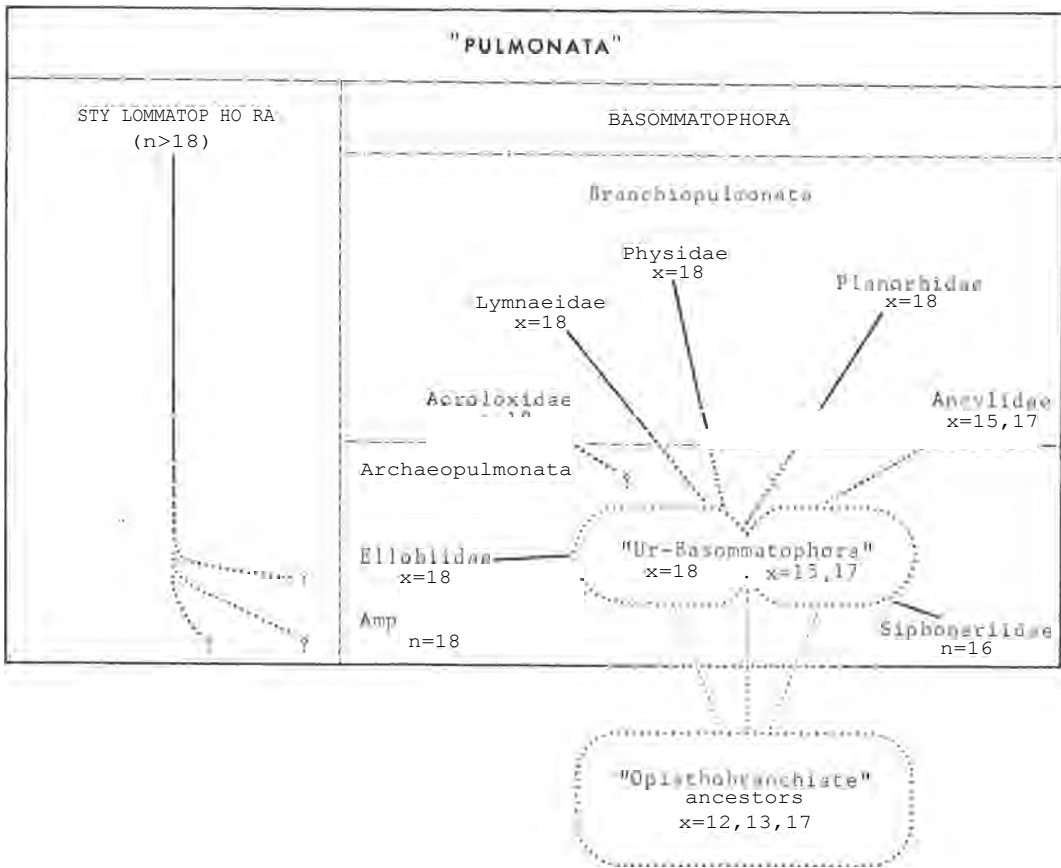 "PULMONATA"
STY LOMMATOP HO RA
(n>18)
BASOMMATOPHORA
Branchiopulmonata
Physidae
x=18
Planorbidae
x=18
Lymnaeidae
x=18
Acroloxidae
Ancylidae
x=15,17
Archaeopulmonata
?
"Ur-Basommatophora"
x=18 . x=15,17
Ellobiidae
x=18
?
Amp
n=18
? ?
Siphonariidae
n=16
"Opisthobranchiate"
ancestors
x=12,13,17